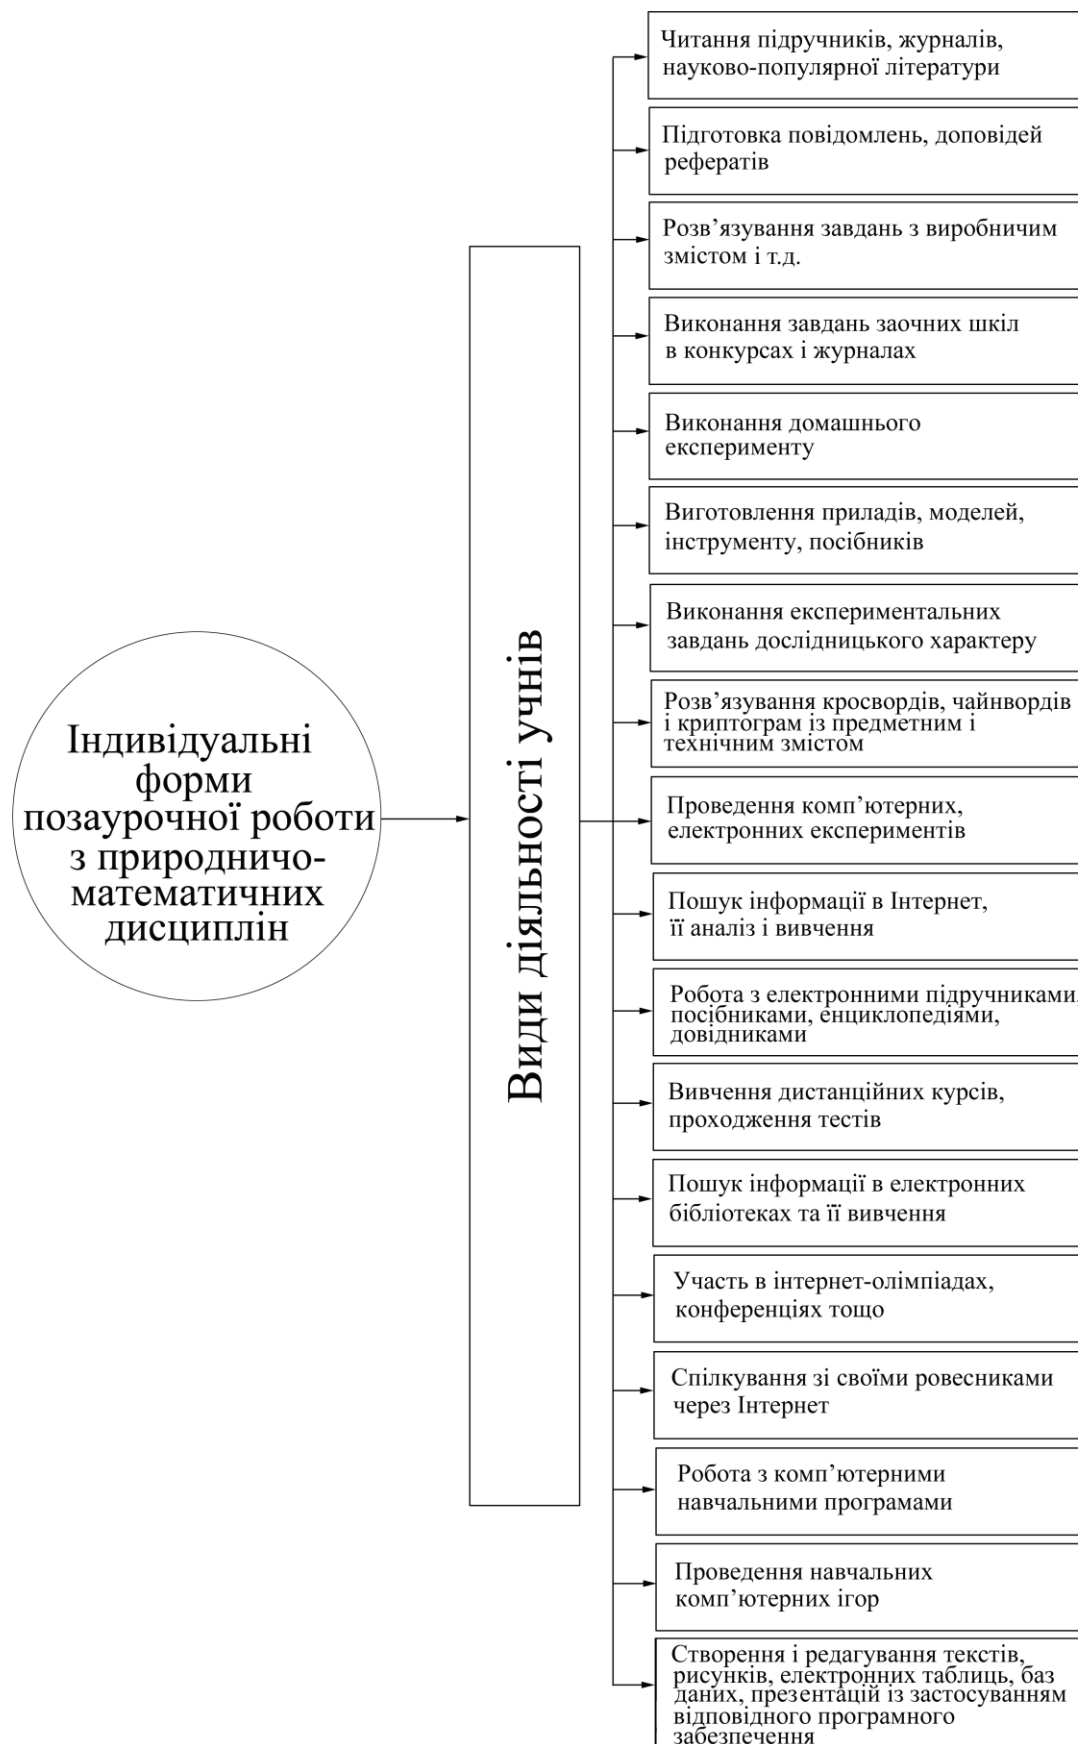 Індивідуальні
форми
позаурочної роботи
з природничо-
математичних
дисциплін
Види діяльності учнів
Читання підручників, журналів,
науково-популярної літератури
Підготовка повідомлень, доповідей
рефератів
Розв’язування завдань з виробничим
змістом і т.д.
Виконання завдань заочних шкіл
в конкурсах і журналах
Виконання домашнього
експерименту
Виготовлення приладів, моделей,
інструменту, посібників
Виконання експериментальних
завдань дослідницького характеру
Розв’язування кросвордів, чайнвордів
і криптограм із предметним і
технічним змістом
Проведення комп’ютерних,
електронних експериментів
Пошук інформації в Інтернет,
її аналіз і вивчення
Робота з електронними підручниками,
посібниками, енциклопедіями,
довідниками
Вивчення дистанційних курсів,
проходження тестів
Пошук інформації в електронних
бібліотеках та її вивчення
Участь в інтернет-олімпіадах,
конференціях тощо
Спілкування зі своїми ровесниками
через Інтернет
Робота з комп’ютерними
навчальними програмами
Проведення навчальних
комп’ютерних ігор
Створення і редагування текстів,
рисунків, електронних таблиць, баз
даних, презентацій із застосуванням
відповідного програмного
забезпечення